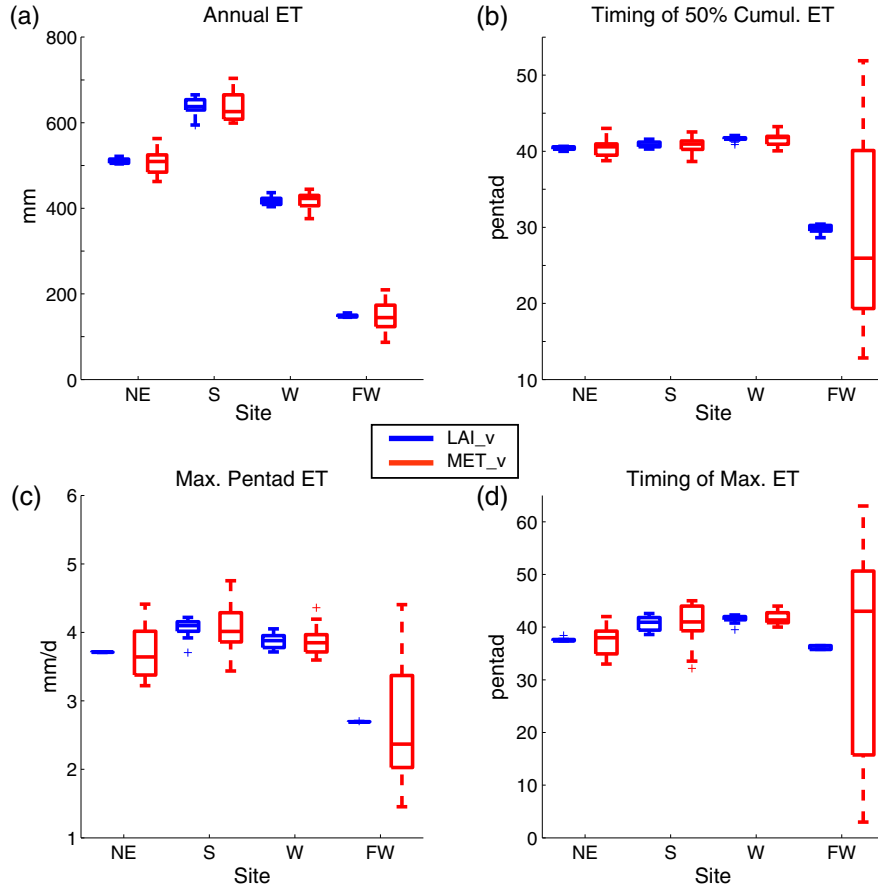 (a) Annual ET
800
600
400
200
0
mm
NE S W FW
Site
(b) Timing of 50% Cumul. ET
50
40
30
20
10
pentad
NE S W FW
Site
LAI_v
MET_v
(c) Max. Pentad ET
6
5
4
3
2
1
mm/d
NE S W FW
Site
(d) Timing of Max. ET
60
50
40
30
20
10
0
pentad
NE S W FW
Site